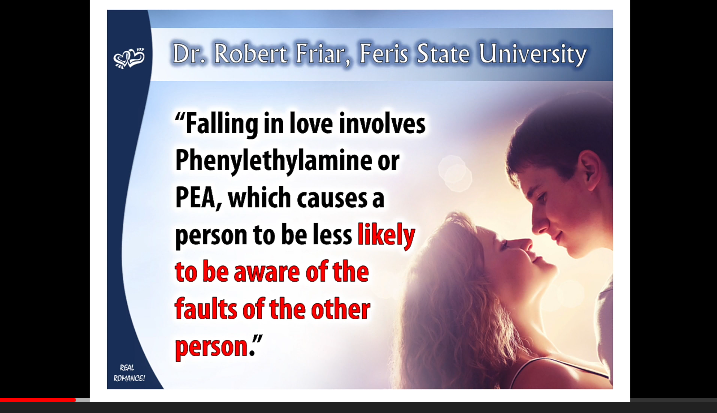 Dr. Robert Friar, Feris State University
“Falling in love involves
Phenylethylamine or
PEA, which causes a
person to be less likely
to be aware of the
faults of the other
person.”
REAL
ROMANCE!